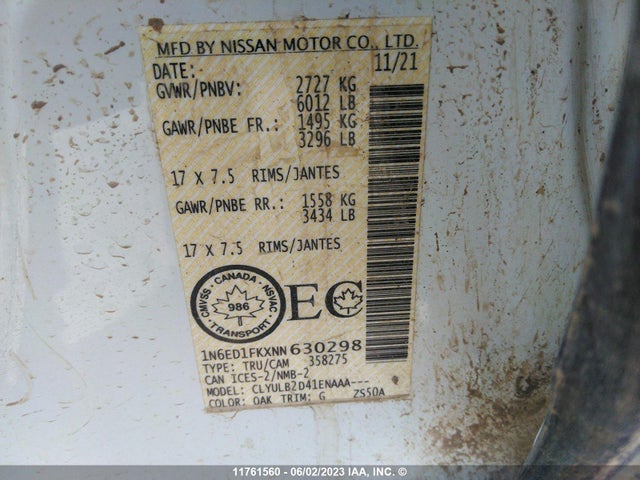 MFD BY NISSAN MOTOR CO., LTD.
DATE: 11/21
GVWR/PNBV: 2727 KG
6012 LB
GAWR/PNBE FR.: 1495 KG
3296 LB
17 X 7.5 RIMS/JANTES
GAWR/PNBE RR.: 1558 KG
3434 LB
17 X 7.5 RIMS/JANTES
CMVSS - CANADA - NSVAC
986
TRANSPORT
EC
1N6ED1FKXNN630298
TYPE: TRU/CAM 358275
CAN ICES-2/NMB-2
MODEL: CLYULB2D41ENAAA---
COLOR: OAK TRIM: G ZS50A
11761560 - 06/02/2023 IAA, INC. ©